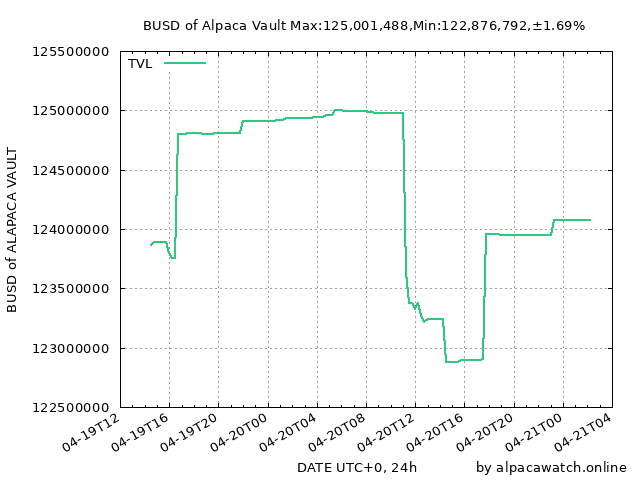 BUSD of Alpaca Vault Max:125,001,488,Min:122,876,792,±1.69%
TVL
125500000
125000000
124500000
124000000
123500000
123000000
122500000
BUSD of ALAPACA VAULT
04-19T12
04-19T16
04-19T20
04-20T00
04-20T04
04-20T08
04-20T12
04-20T16
04-20T20
04-21T00
04-21T04
DATE UTC+0, 24h
by alpacawatch.online